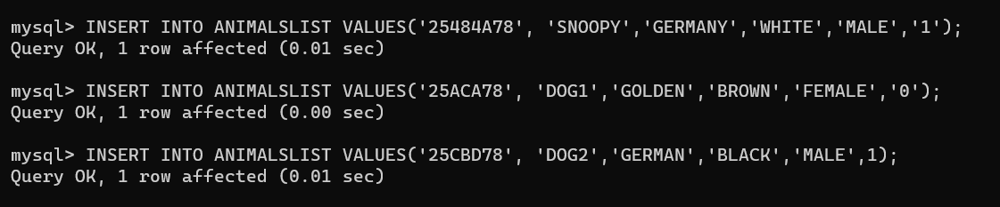 mysql> INSERT INTO ANIMALSLIST VALUES('25484A78', 'SNOOPY','GERMANY','WHITE','MALE','1');
Query OK, 1 row affected (0.01 sec)
mysql> INSERT INTO ANIMALSLIST VALUES('25ACA78', 'DOG1','GOLDEN','BROWN','FEMALE','0');
Query OK, 1 row affected (0.00 sec)
mysql> INSERT INTO ANIMALSLIST VALUES('25CBD78', 'DOG2','GERMAN','BLACK','MALE',1);
Query OK, 1 row affected (0.01 sec)